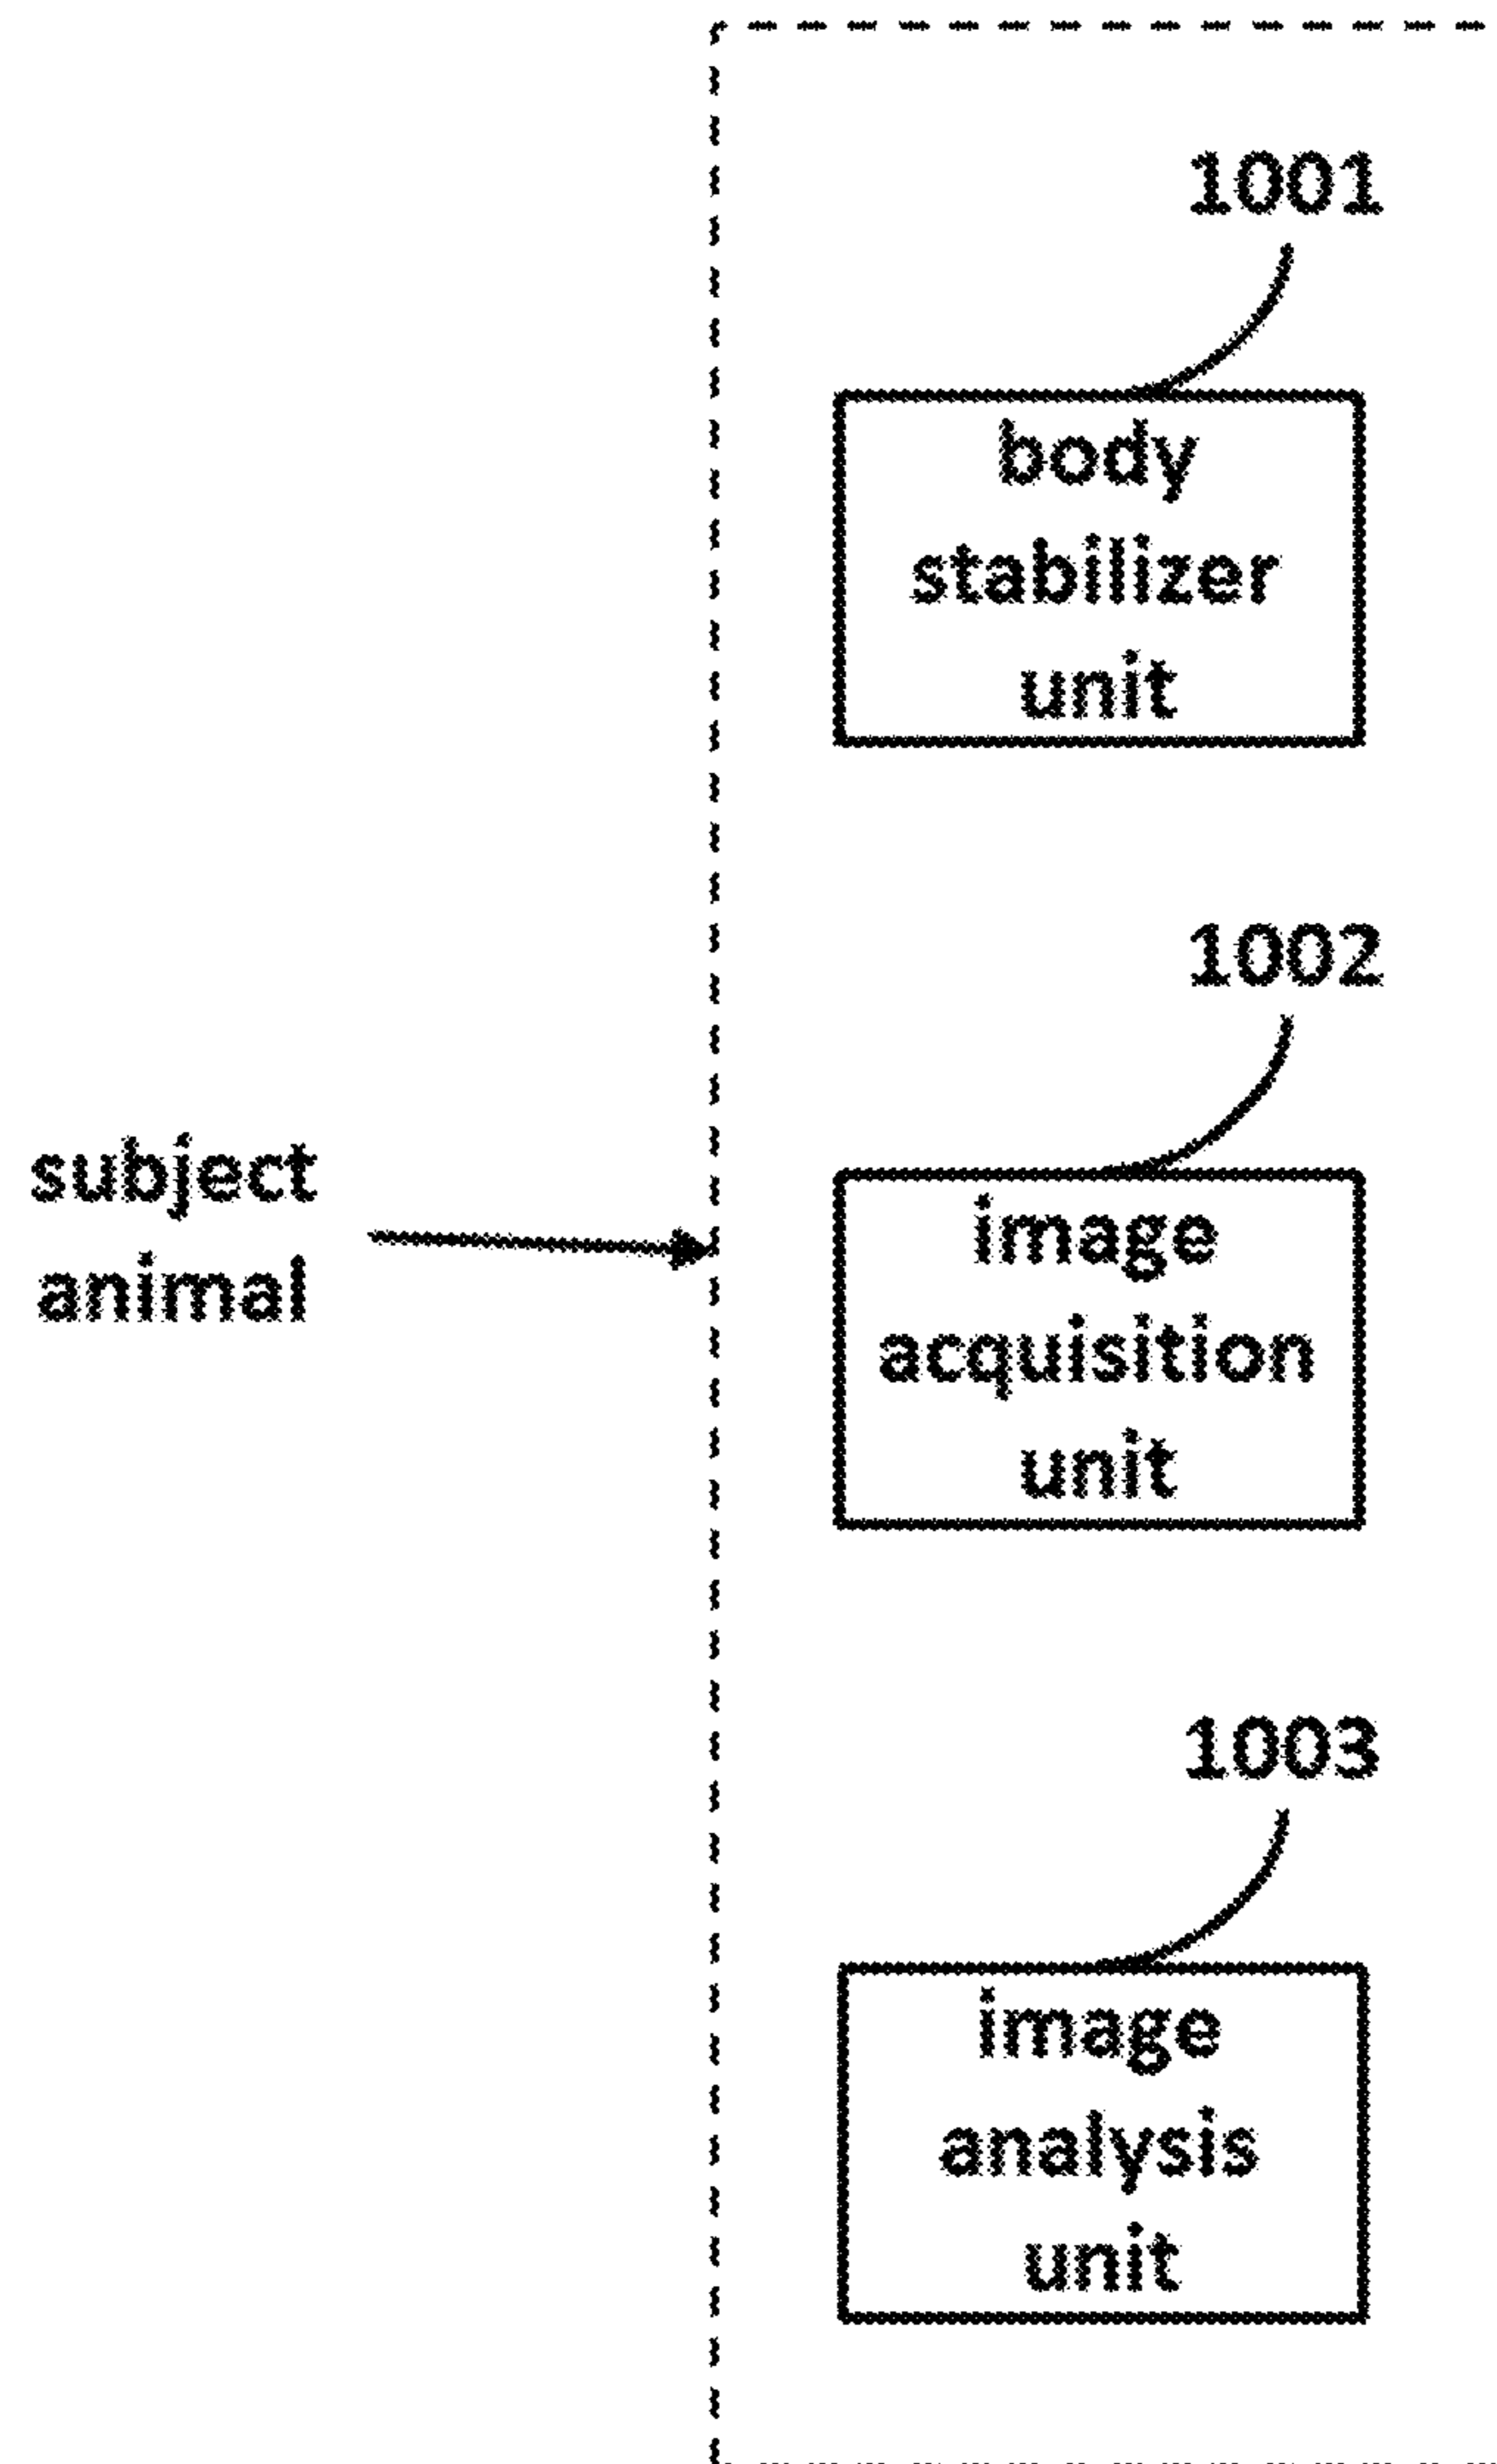 1001
body
stabilizer
unit
1002
subject
animal
image
acquisition
unit
1003
image
analysis
unit